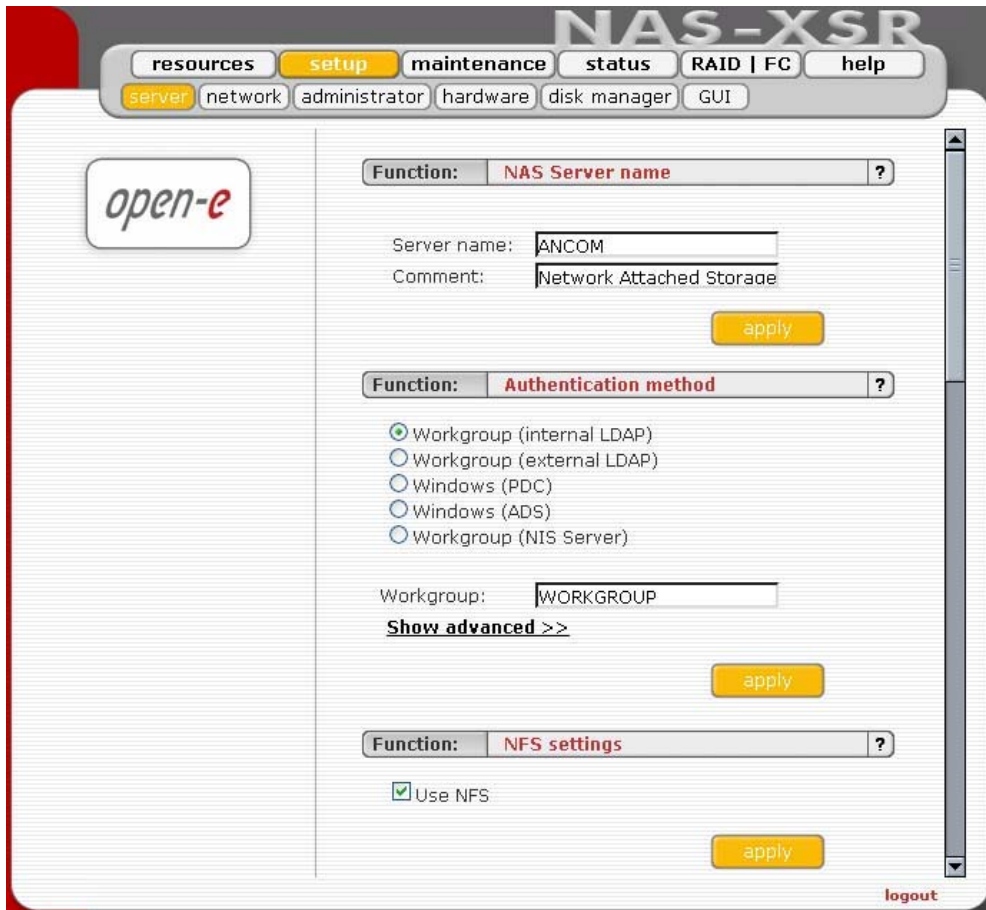 NAS-XSR
resources setup maintenance status RAID | FC help
server network administrator hardware disk manager GUI
open-e
Function: NAS Server name ?
Server name: ANCOM
Comment: Network Attached Storage
apply
Function: Authentication method ?
Workgroup (internal LDAP)
Workgroup (external LDAP)
Windows (PDC)
Windows (ADS)
Workgroup (NIS Server)
Workgroup: WORKGROUP
Show advanced >>
apply
Function: NFS settings ?
Use NFS
apply
logout